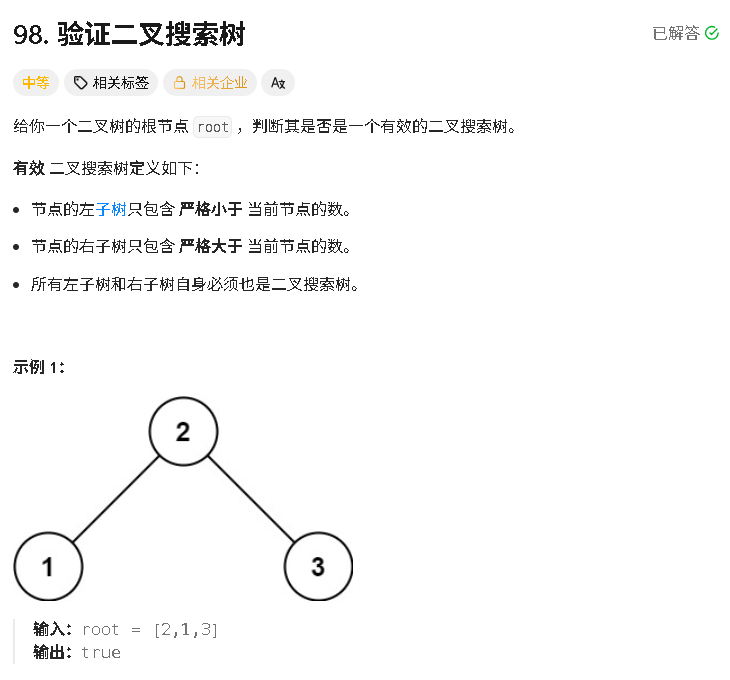 98. 验证二叉搜索树
已解答
中等 相关标签 相关企业 Aあ
给你一个二叉树的根节点 root ，判断其是否是一个有效的二叉搜索树。
有效 二叉搜索树定义如下：
• 节点的左子树只包含 严格小于 当前节点的数。
• 节点的右子树只包含 严格大于 当前节点的数。
• 所有左子树和右子树自身必须也是二叉搜索树。
示例 1：
2
1 3
输入：root = [2,1,3]
输出：true